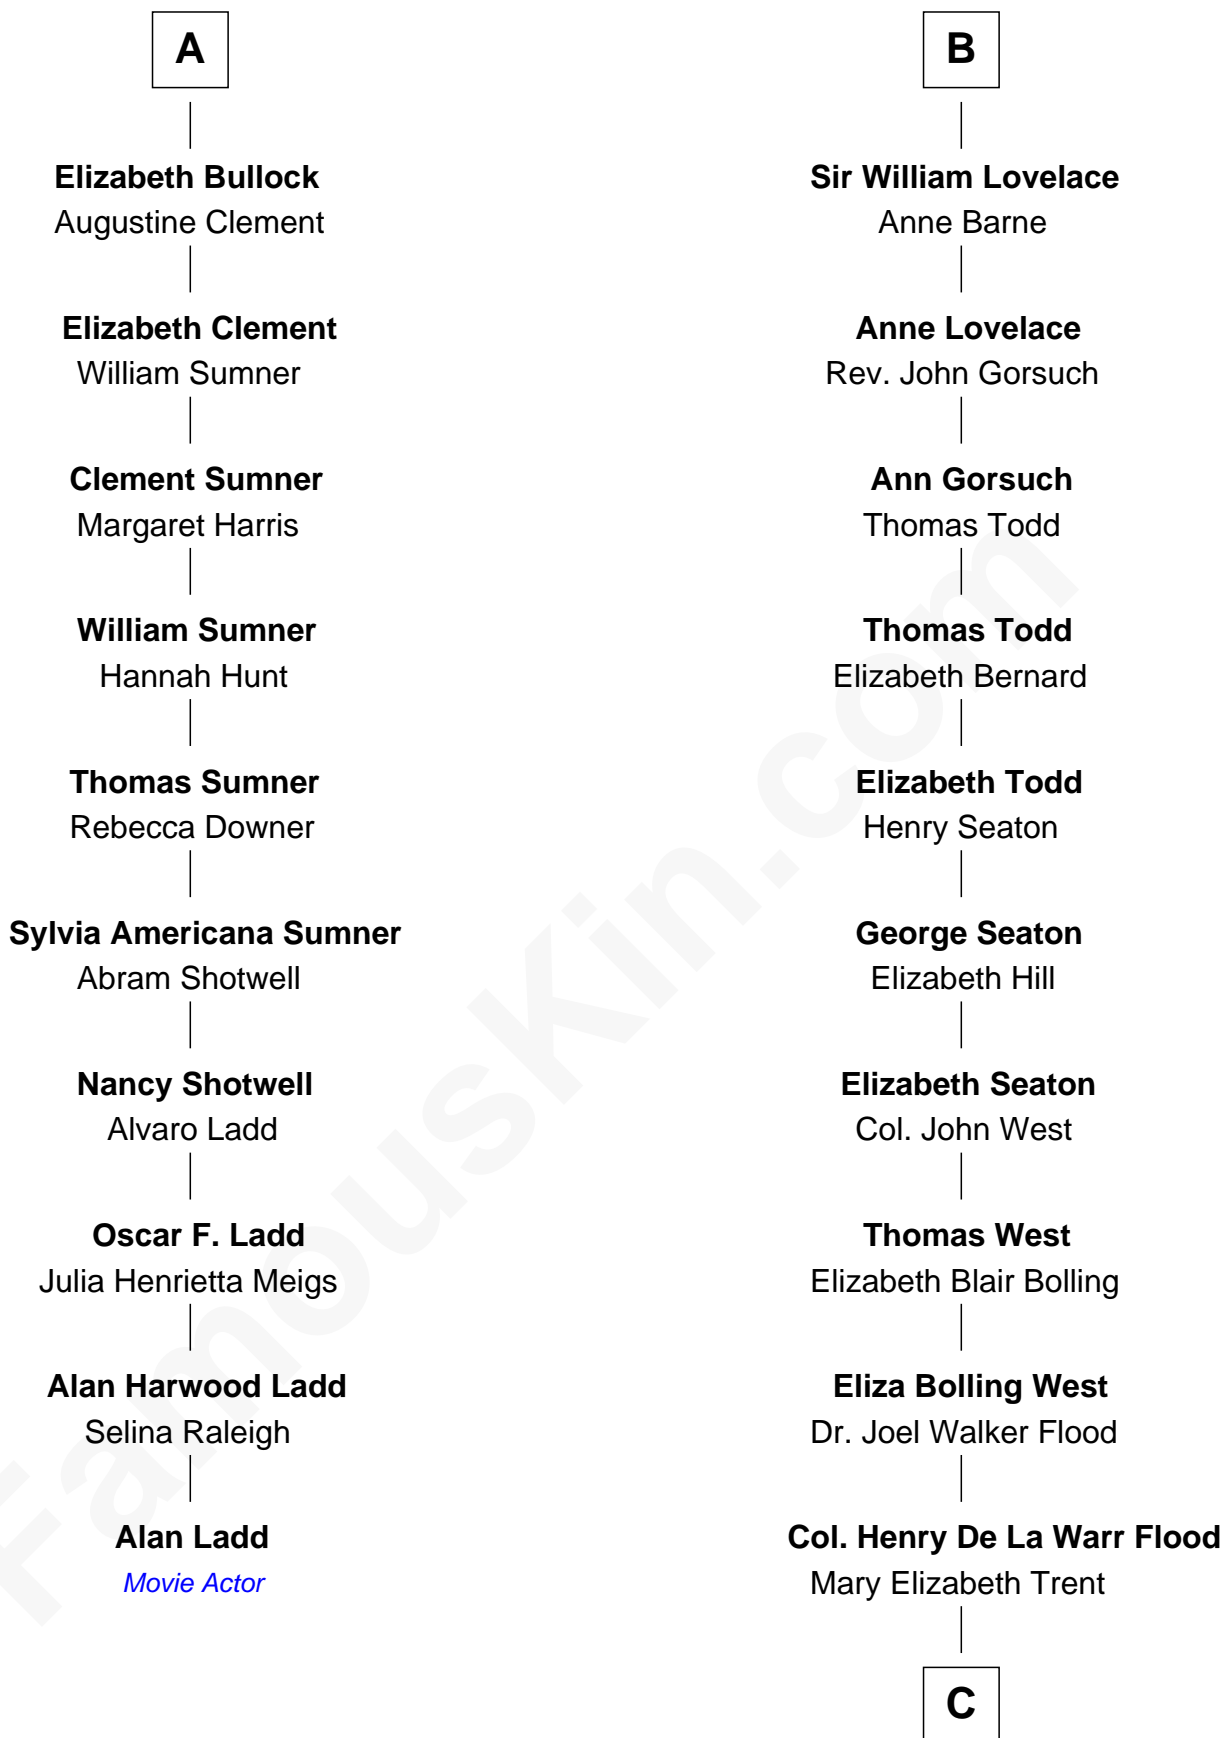 A
Elizabeth Bullock
Augustine Clement
Elizabeth Clement
William Sumner
Clement Sumner
Margaret Harris
William Sumner
Hannah Hunt
Thomas Sumner
Rebecca Downer
Sylvia Americana Sumner
Abram Shotwell
Nancy Shotwell
Alvaro Ladd
Oscar F. Ladd
Julia Henrietta Meigs
Alan Harwood Ladd
Selina Raleigh
Alan Ladd
Movie Actor
B
Sir William Lovelace
Anne Barne
Anne Lovelace
Rev. John Gorsuch
Ann Gorsuch
Thomas Todd
Thomas Todd
Elizabeth Bernard
Elizabeth Todd
Henry Seaton
George Seaton
Elizabeth Hill
Elizabeth Seaton
Col. John West
Thomas West
Elizabeth Blair Bolling
Eliza Bolling West
Dr. Joel Walker Flood
Col. Henry De La Warr Flood
Mary Elizabeth Trent
C
FamousKin.com